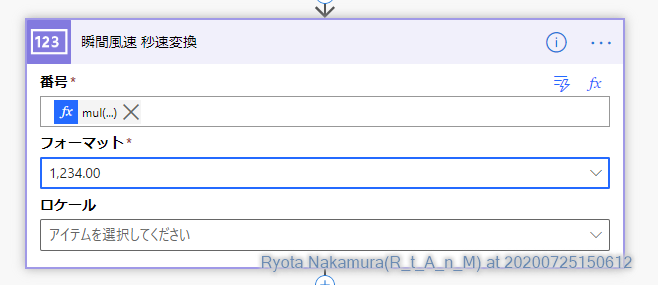 123 瞬間風速 秒速変換
番号*
fx mul(...)
フォーマット*
1,234.00
ロケール
アイテムを選択してください
Ryota Nakamura(R_t_A_n_M) at 20200725150612